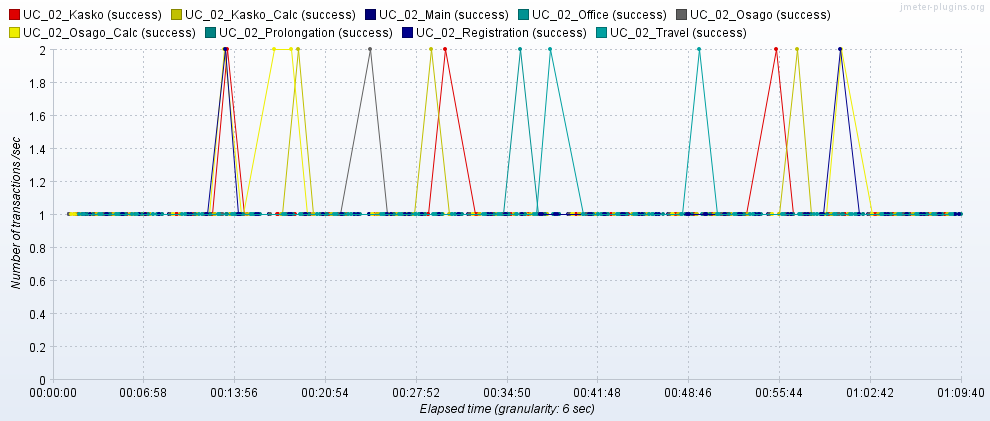 jmeter-plugins.org
UC_02_Kasko (success) UC_02_Kasko_Calc (success) UC_02_Main (success) UC_02_Office (success) UC_02_Osago (success)
UC_02_Osago_Calc (success) UC_02_Prolongation (success) UC_02_Registration (success) UC_02_Travel (success)
Number of transactions /sec
2
1.8
1.6
1.4
1.2
1
0.8
0.6
0.4
0.2
0
00:00:00 00:06:58 00:13:56 00:20:54 00:27:52 00:34:50 00:41:48 00:48:46 00:55:44 01:02:42 01:09:40
Elapsed time (granularity: 6 sec)